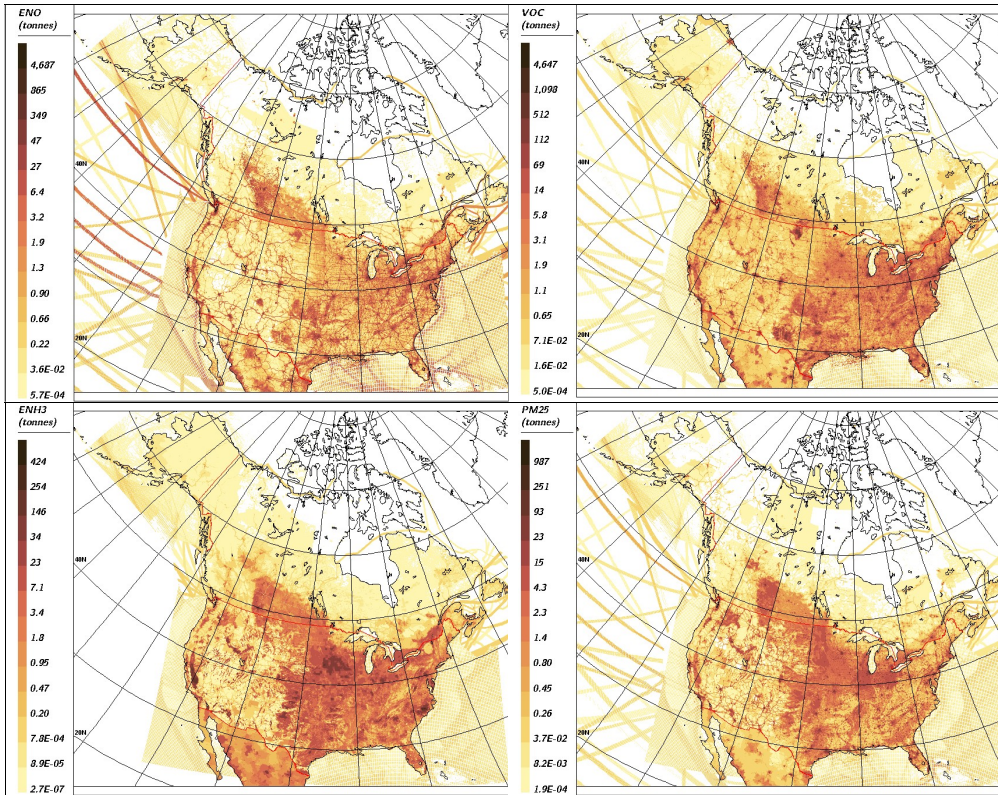 ENO
(tonnes)
4,687
865
349
47
27
6.4
3.2
1.9
1.3
0.90
0.66
0.22
3.6E-02
5.7E-04
40N
20N
VOC
(tonnes)
4,647
1,098
512
112
69
14
5.8
3.1
1.9
1.1
0.65
7.1E-02
1.6E-02
5.0E-04
40N
20N
ENH3
(tonnes)
424
254
146
34
23
7.1
3.4
1.8
0.95
0.47
0.20
7.8E-04
8.9E-05
2.7E-07
40N
20N
PM25
(tonnes)
987
251
93
23
15
4.3
2.3
1.4
0.80
0.45
0.26
3.7E-02
8.2E-03
1.9E-04
40N
20N